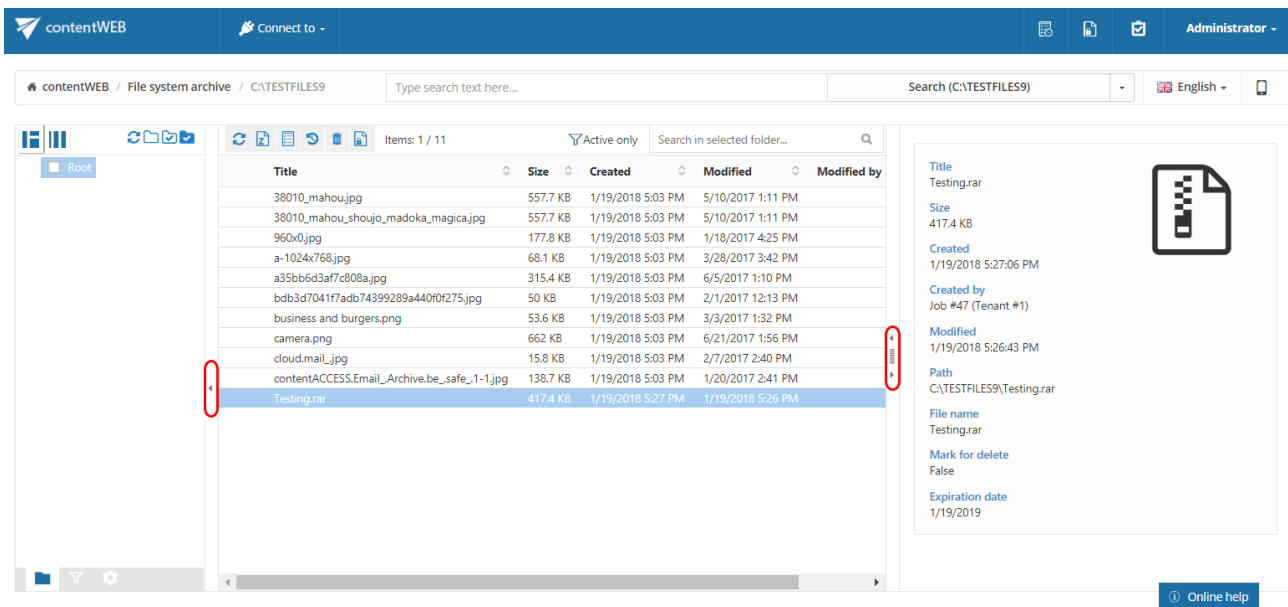 contentWEB
Connect to
Administrator
contentWEB / File system archive / C:\TESTFILES9
Type search text here...
Search (C:\TESTFILES9)
English
Root
Items: 1 / 11
Active only
Search in selected folder...
Title Size Created Modified Modified by
38010_mahou.jpg 557.7 KB 1/19/2018 5:03 PM 5/10/2017 1:11 PM
38010_mahou_shoujo_madoka_magica.jpg 557.7 KB 1/19/2018 5:03 PM 5/10/2017 1:11 PM
960x0.jpg 177.8 KB 1/19/2018 5:03 PM 1/18/2017 4:25 PM
a-1024x768.jpg 68.1 KB 1/19/2018 5:03 PM 3/28/2017 3:42 PM
a35bb6d3af7c808a.jpg 315.4 KB 1/19/2018 5:03 PM 6/5/2017 1:10 PM
bdb3d7041f7adb74399289a440f0f275.jpg 50 KB 1/19/2018 5:03 PM 2/1/2017 12:13 PM
business and burgers.png 53.6 KB 1/19/2018 5:03 PM 3/3/2017 1:32 PM
camera.png 662 KB 1/19/2018 5:03 PM 6/21/2017 1:56 PM
cloud.mail_.jpg 15.8 KB 1/19/2018 5:03 PM 2/7/2017 2:40 PM
contentACCESS.Email_.Archive.be_.safe_.1-1.jpg 138.7 KB 1/19/2018 5:03 PM 1/20/2017 2:41 PM
Testing.rar 417.4 KB 1/19/2018 5:27 PM 1/19/2018 5:26 PM
Title
Testing.rar
Size
417.4 KB
Created
1/19/2018 5:27:06 PM
Created by
Job #47 (Tenant #1)
Modified
1/19/2018 5:26:43 PM
Path
C:\TESTFILES9\Testing.rar
File name
Testing.rar
Mark for delete
False
Expiration date
1/19/2019
Online help